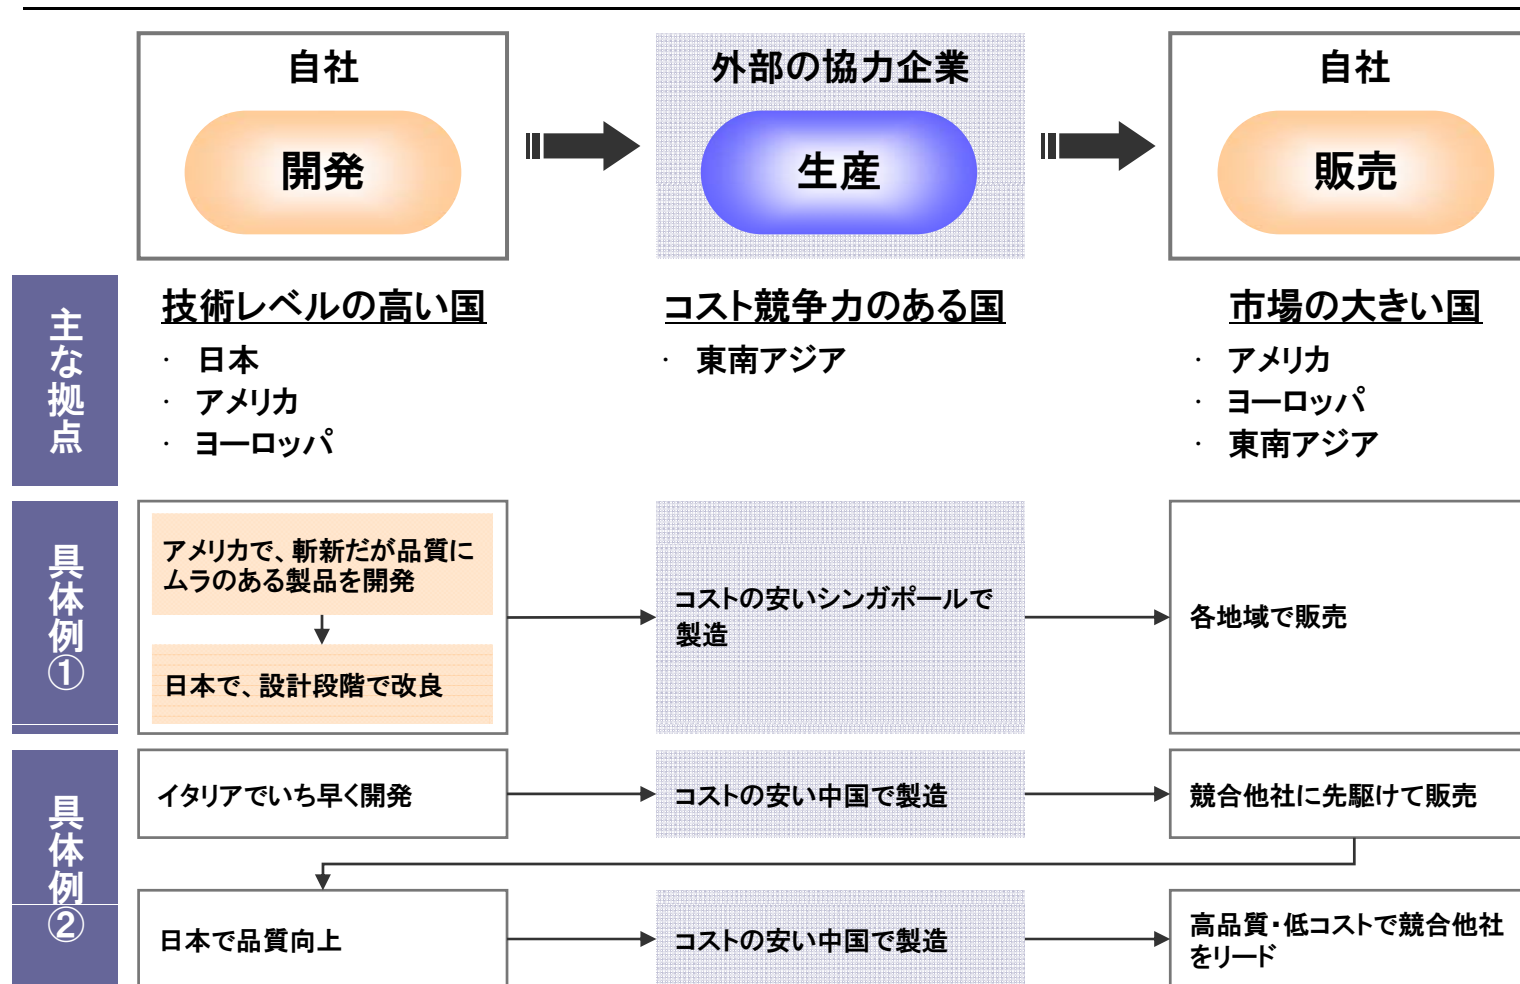 自社
外部の協力企業
自社
開発
生産
販売
主な拠点
技術レベルの高い国
・ 日本
・ アメリカ
・ ヨーロッパ
コスト競争力のある国
・ 東南アジア
市場の大きい国
・ アメリカ
・ ヨーロッパ
・ 東南アジア
具体例①
アメリカで、斬新だが品質に
ムラのある製品を開発
日本で、設計段階で改良
コストの安いシンガポールで
製造
各地域で販売
具体例②
イタリアでいち早く開発
コストの安い中国で製造
競合他社に先駆けて販売
日本で品質向上
コストの安い中国で製造
高品質・低コストで競合他社
をリード